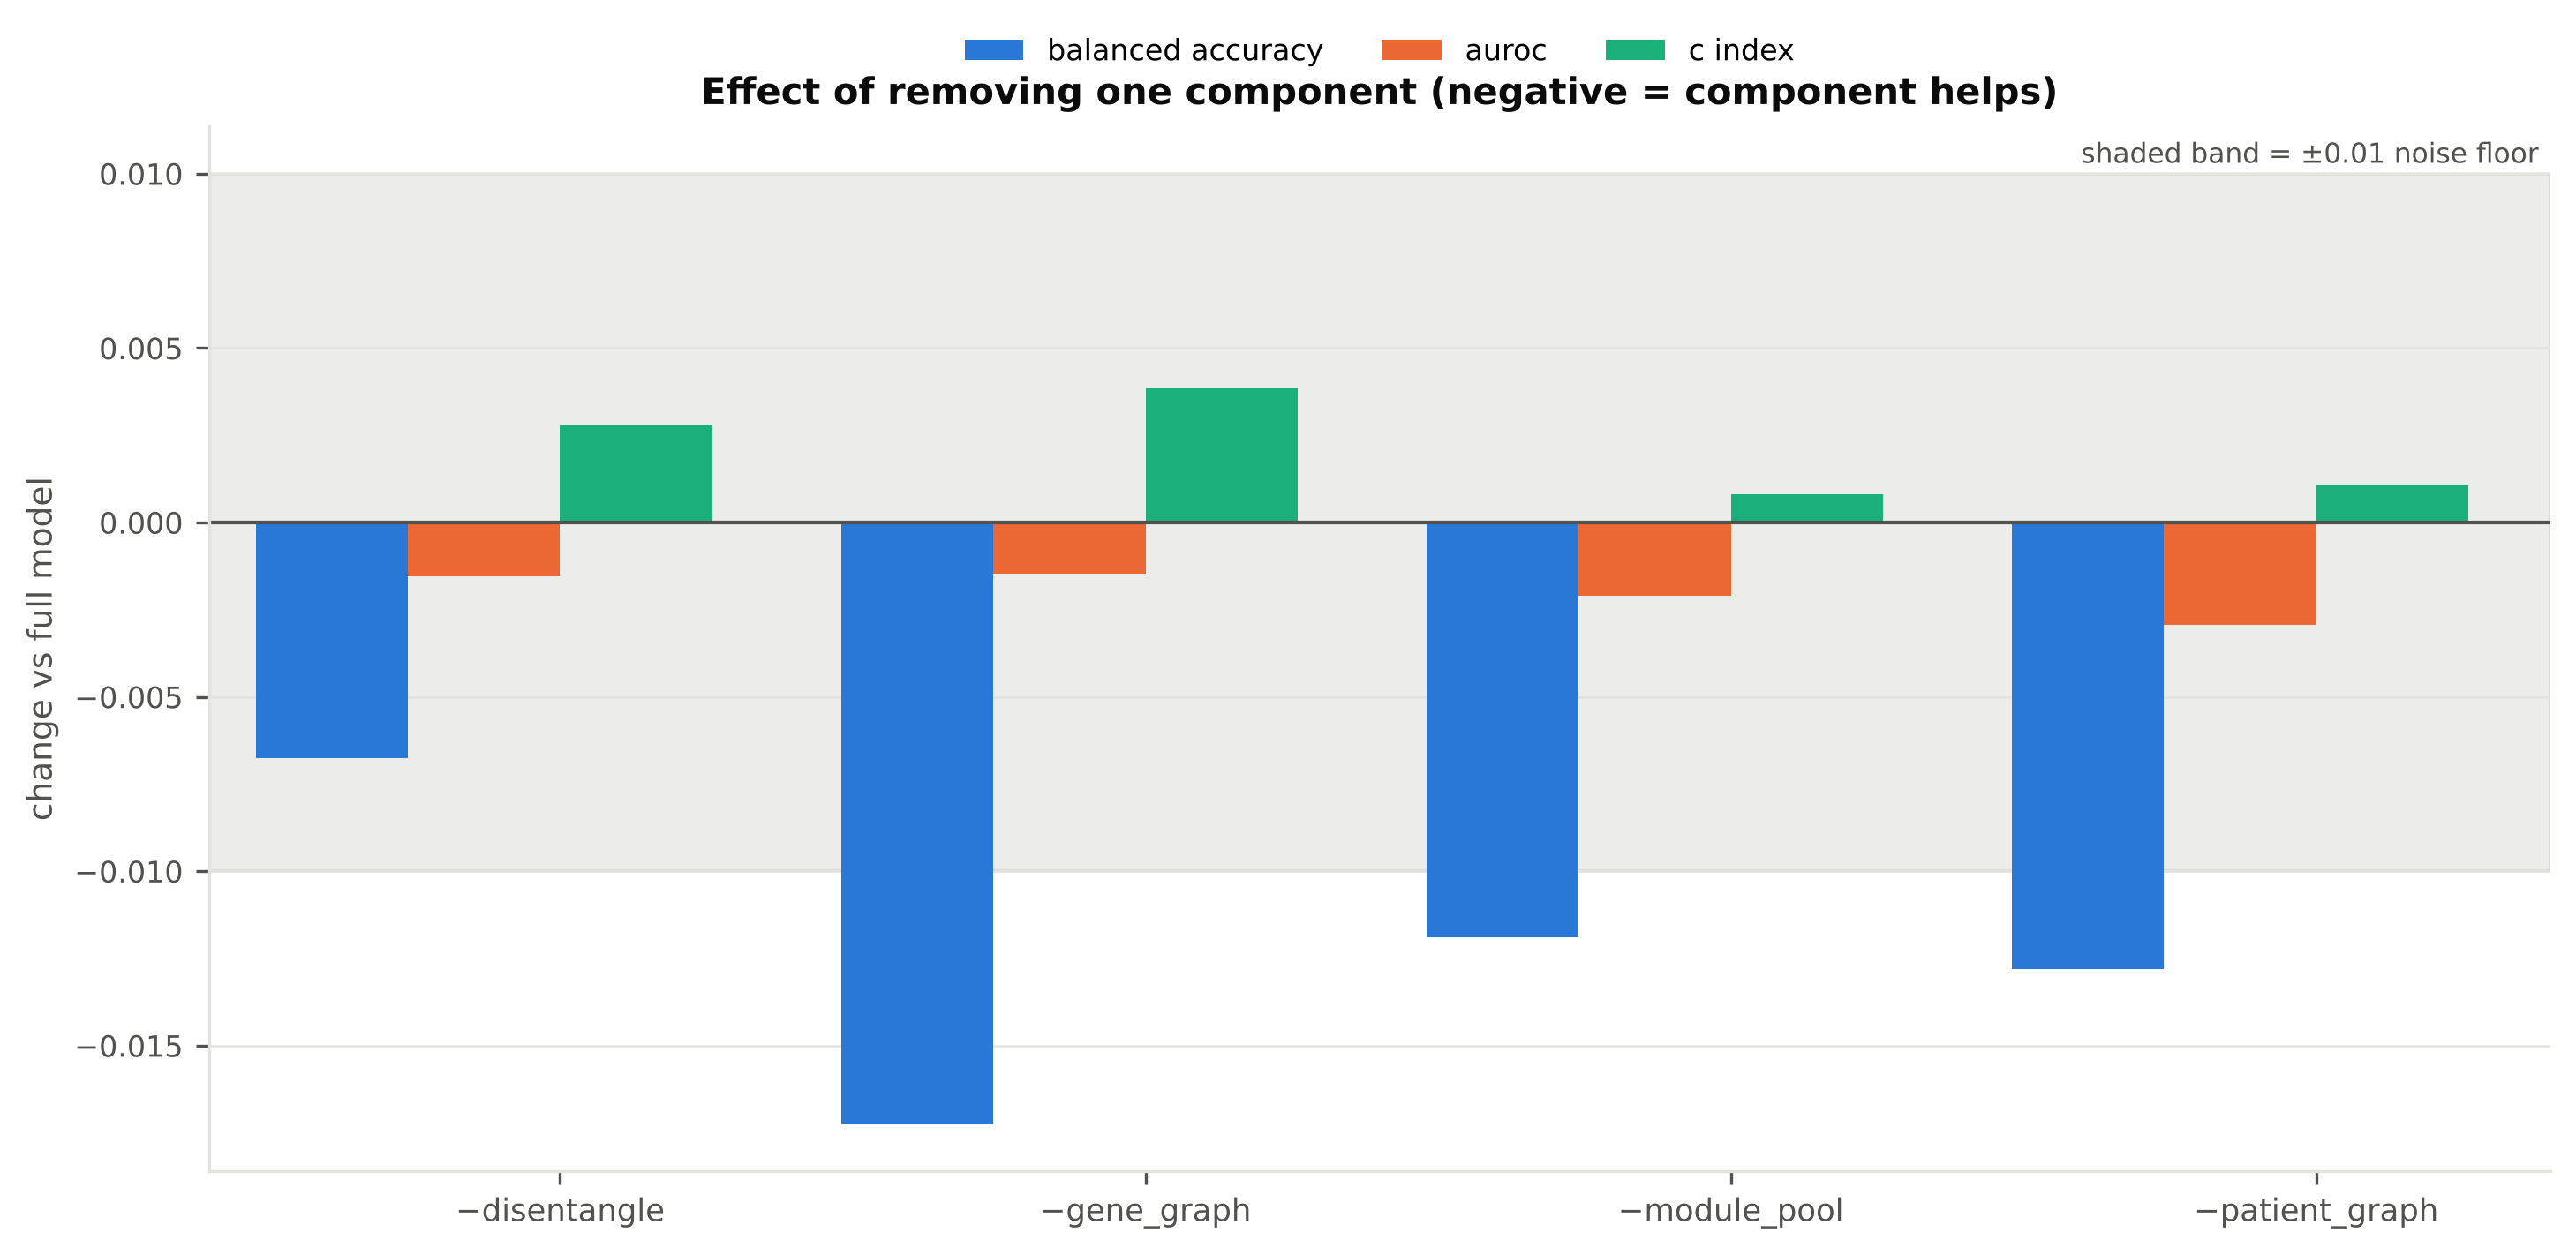 balanced accuracy auroc c index
Effect of removing one component (negative = component helps)
shaded band = ±0.01 noise floor
0.010
0.005
0.000
−0.005
−0.010
−0.015
change vs full model
−disentangle −gene_graph −module_pool −patient_graph